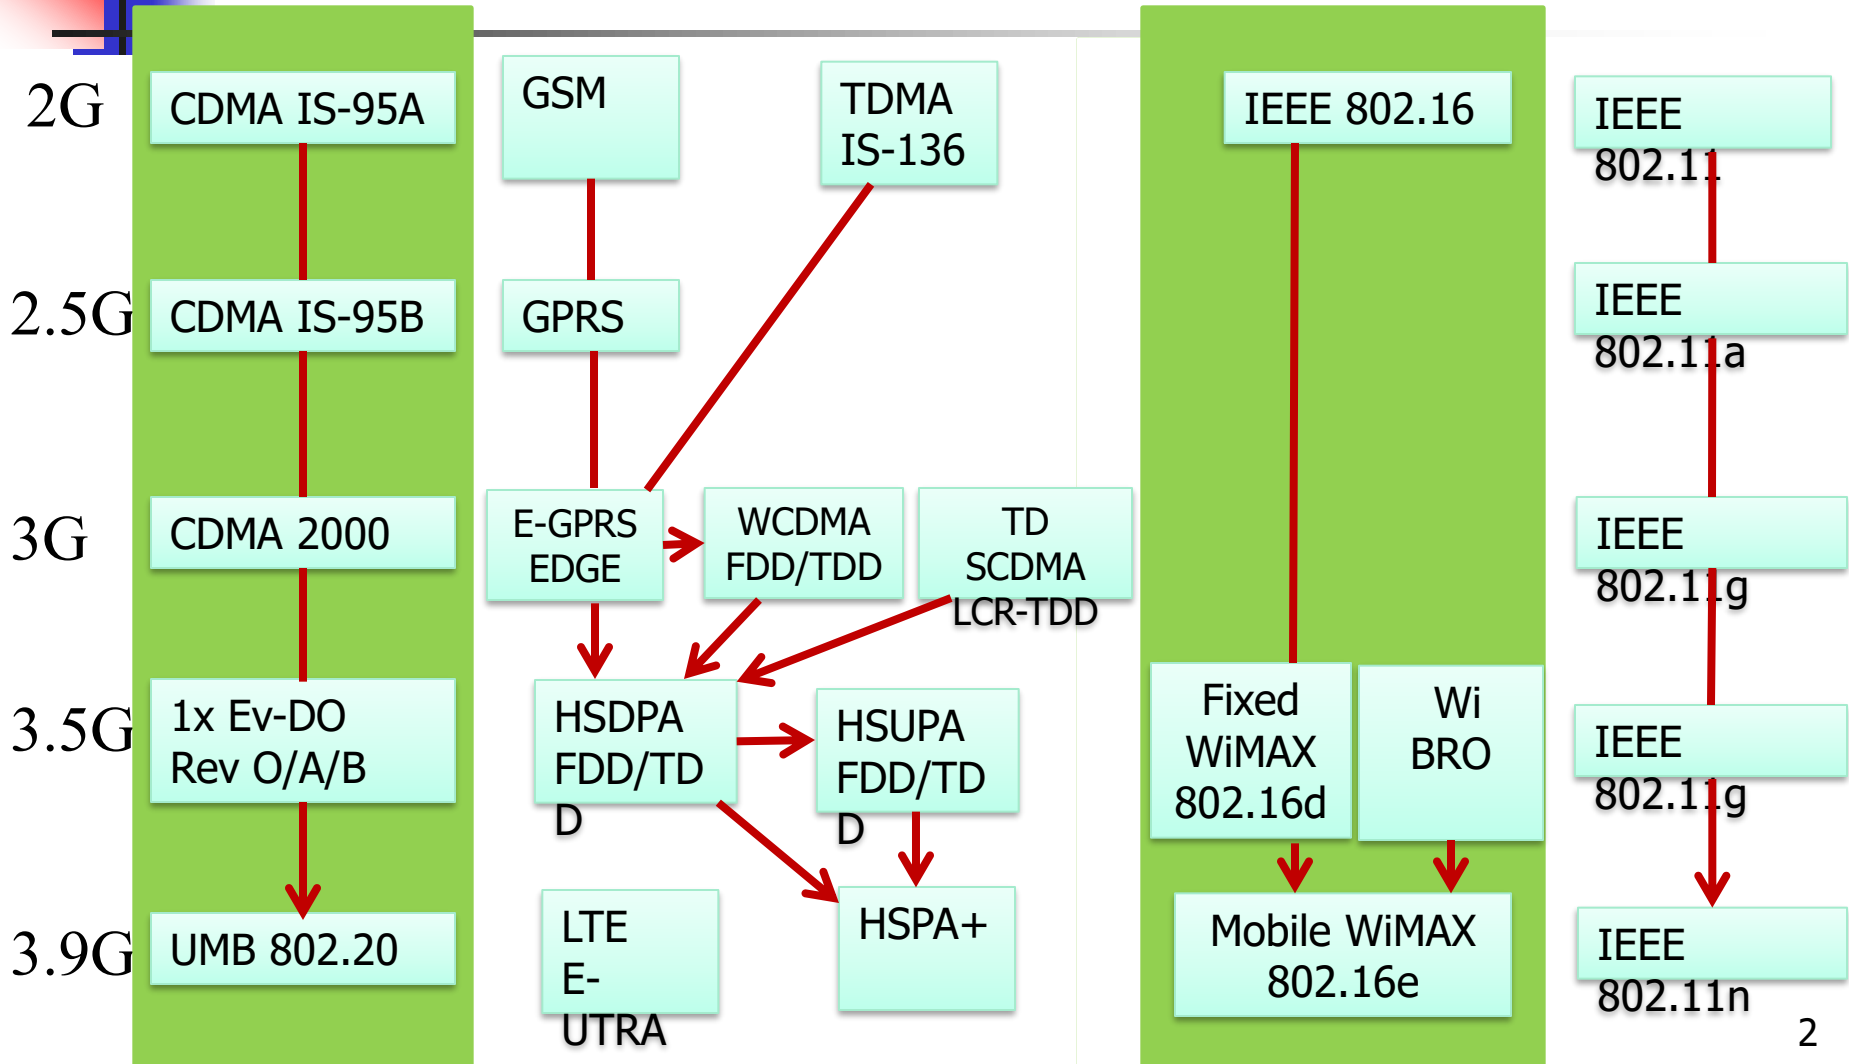 2G
CDMA IS-95A
GSM
TDMA
IS-136
IEEE 802.16
IEEE
802.11
2.5G
CDMA IS-95B
GPRS
IEEE
802.11a
3G
CDMA 2000
E-GPRS
EDGE
WCDMA
FDD/TDD
TD
SCDMA
LCR-TDD
IEEE
802.11g
3.5G
1x Ev-DO
Rev O/A/B
HSDPA
FDD/TD
D
HSUPA
FDD/TD
D
Fixed
WiMAX
802.16d
Wi
BRO
IEEE
802.11g
3.9G
UMB 802.20
LTE
E-
UTRA
HSPA+
Mobile WiMAX
802.16e
IEEE
802.11n
2